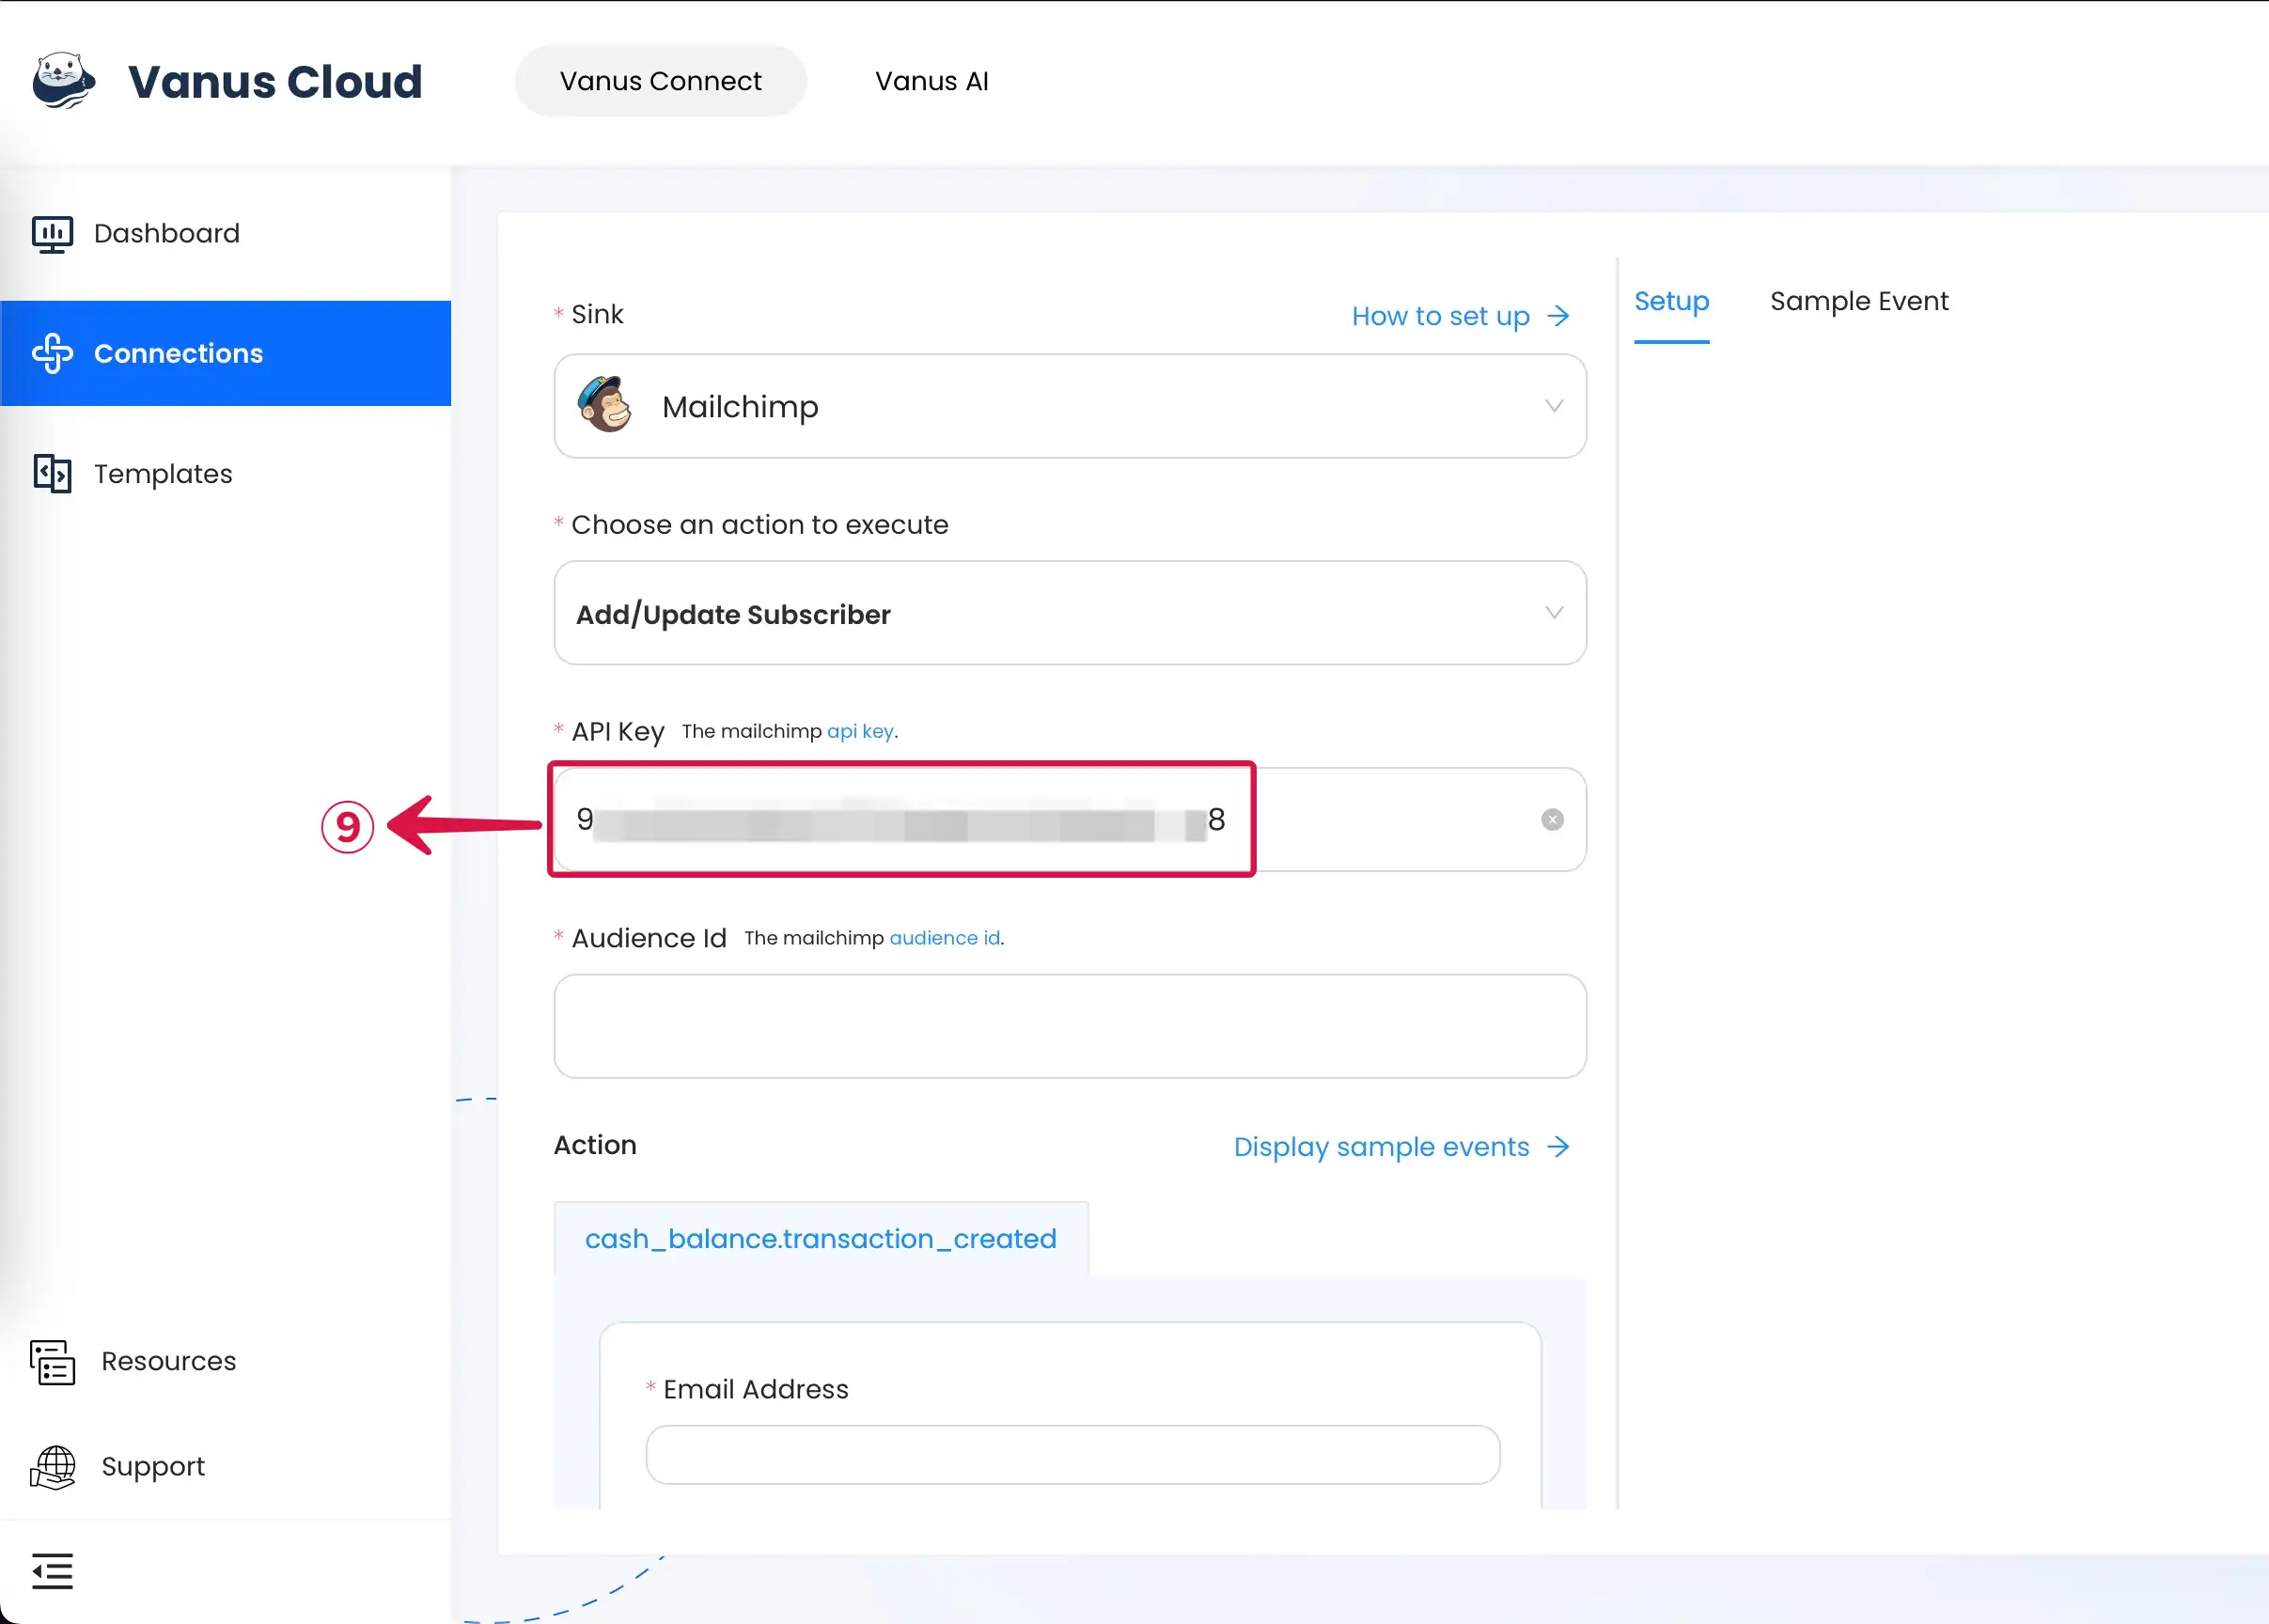 Vanus Cloud
Vanus Connect
Vanus AI
Dashboard
Connections
Templates
Resources
Support
* Sink
How to set up →
Mailchimp
* Choose an action to execute
Add/Update Subscriber
* API Key The mailchimp api key.
9 8
⑨
* Audience Id The mailchimp audience id.
Action
Display sample events →
cash_balance.transaction_created
* Email Address
Setup
Sample Event